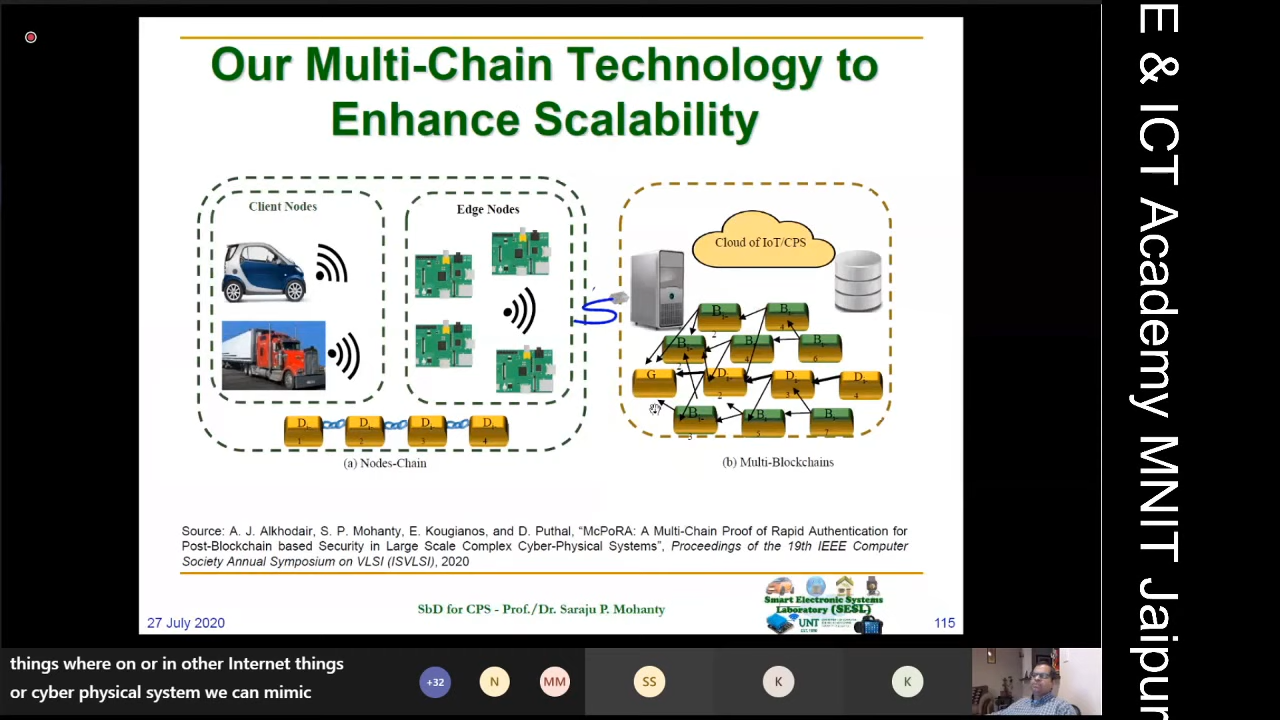 Our Multi-Chain Technology to
Enhance Scalability
Client Nodes
Edge Nodes
Cloud of IoT/CPS
G
D
1
D
2
D
3
D
4
(a) Nodes-Chain
(b) Multi-Blockchains
Source: A. J. Alkhodair, S. P. Mohanty, E. Kougianos, and D. Puthal, “McPoRA: A Multi-Chain Proof of Rapid Authentication for
Post-Blockchain based Security in Large Scale Complex Cyber-Physical Systems”, Proceedings of the 19th IEEE Computer
Society Annual Symposium on VLSI (ISVLSI), 2020
27 July 2020
SbD for CPS - Prof./Dr. Saraju P. Mohanty
Smart Electronic Systems
Laboratory (SESL)
UNT
115
things where on or in other Internet things
or cyber physical system we can mimic
+32
N
MM
SS
K
K
E & ICT Academy MNIT Jaipur